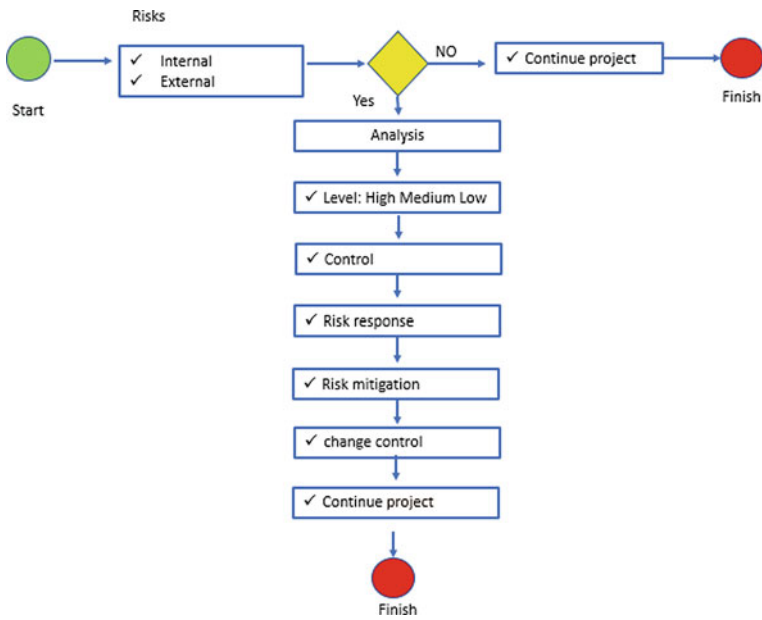 Risks
✓ Internal
✓ External
NO
✓ Continue project
Start
Finish
Yes
Analysis
✓ Level: High Medium Low
✓ Control
✓ Risk response
✓ Risk mitigation
✓ change control
✓ Continue project
Finish